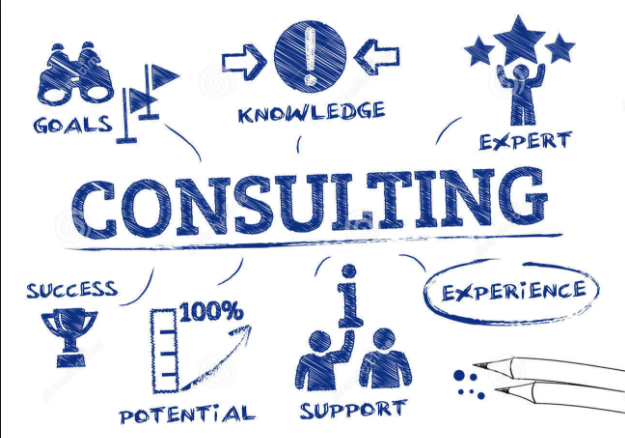 GOALS
KNOWLEDGE
EXPERT
CONSULTING
SUCCESS
100%
EXPERiENCE
POTENTiAL
SUPPORT